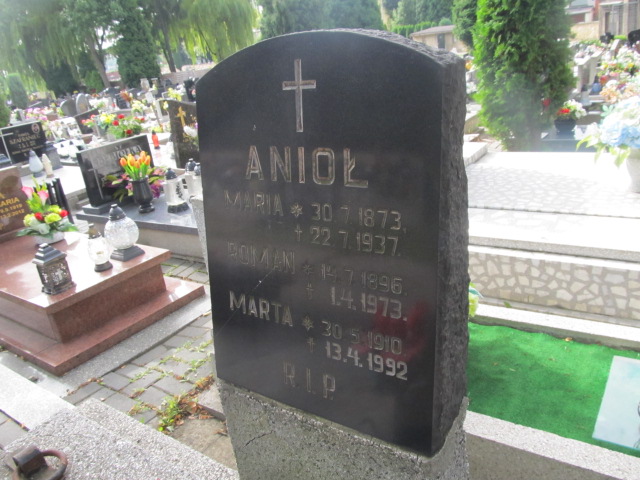 ANIOŁ
MARIA * 30.7.1873.
† 22.7.1937.
ROMAN * 14.7.1896
† 1.4.1973.
MARTA * 30.5.1910
† 13.4.1992
R.I.P.